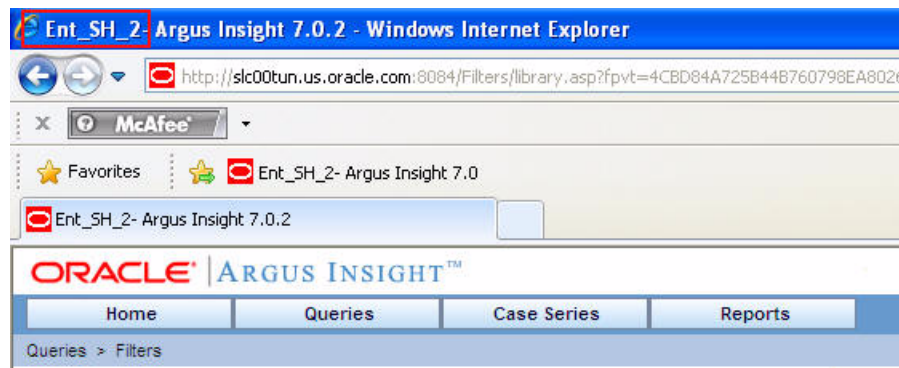 Ent_SH_2- Argus Insight 7.0.2 - Windows Internet Explorer
http://slc00tun.us.oracle.com:8084/Filters/library.asp?fpvt=4CBD84A725B44B760798EA802
X McAfee
Favorites Ent_SH_2- Argus Insight 7.0
Ent_SH_2- Argus Insight 7.0.2
ORACLE | ARGUS INSIGHT™
Home Queries Case Series Reports
Queries > Filters